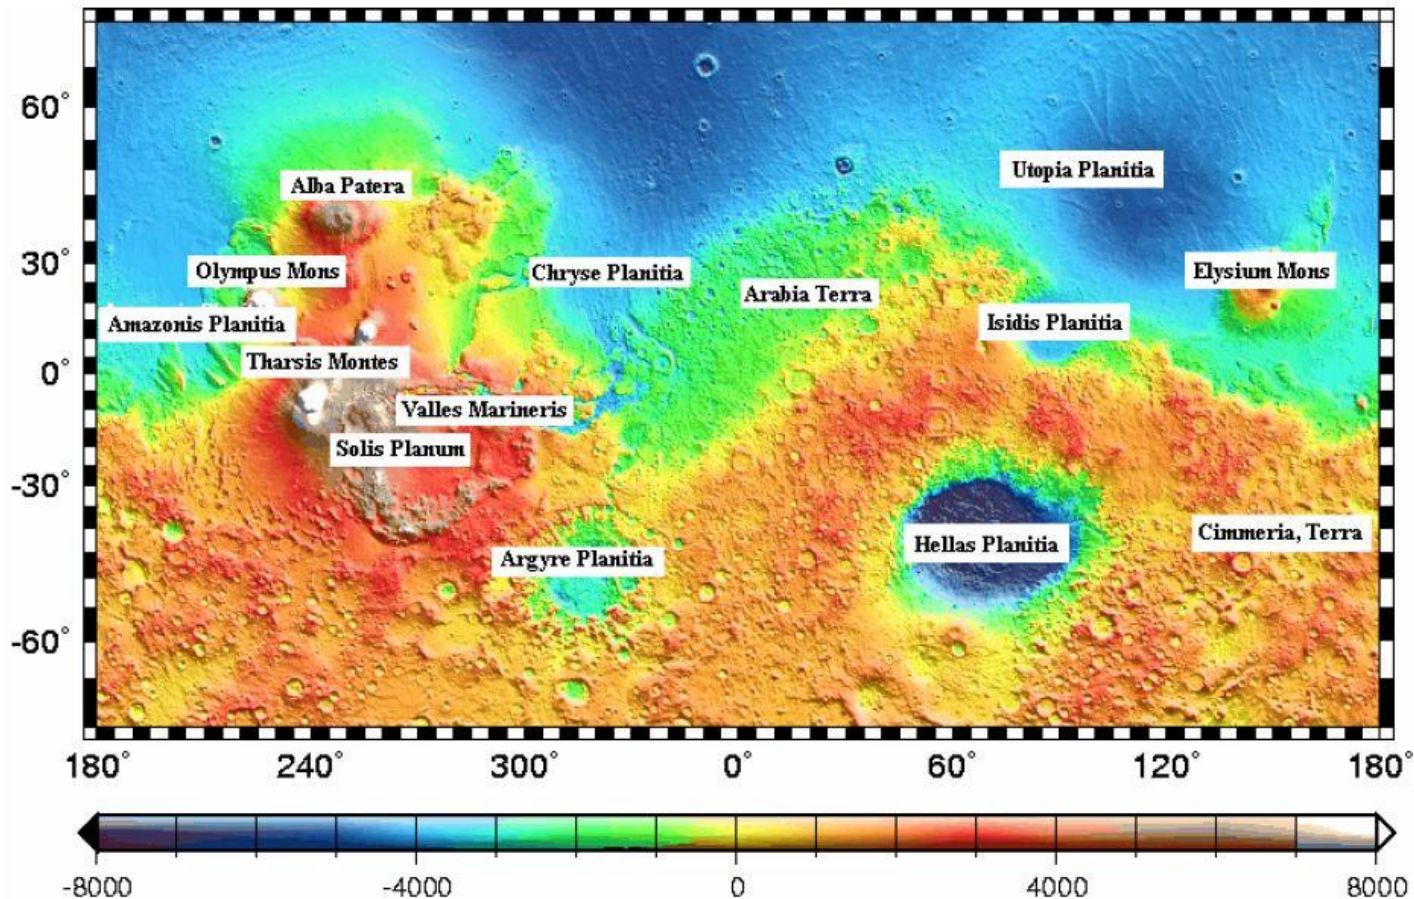 60°
Utopia Planitia
Alba Patera
30°
Olympus Mons
Chryse Planitia
Elysium Mons
Arabia Terra
Amazonis Planitia
Isidis Planitia
0°
Tharsis Montes
Valles Marineris
Solis Planum
-30°
Cimmeria, Terra
Hellas Planitia
Argyre Planitia
-60°
180° 240° 300° 0° 60° 120° 180°
-8000 -4000 0 4000 8000